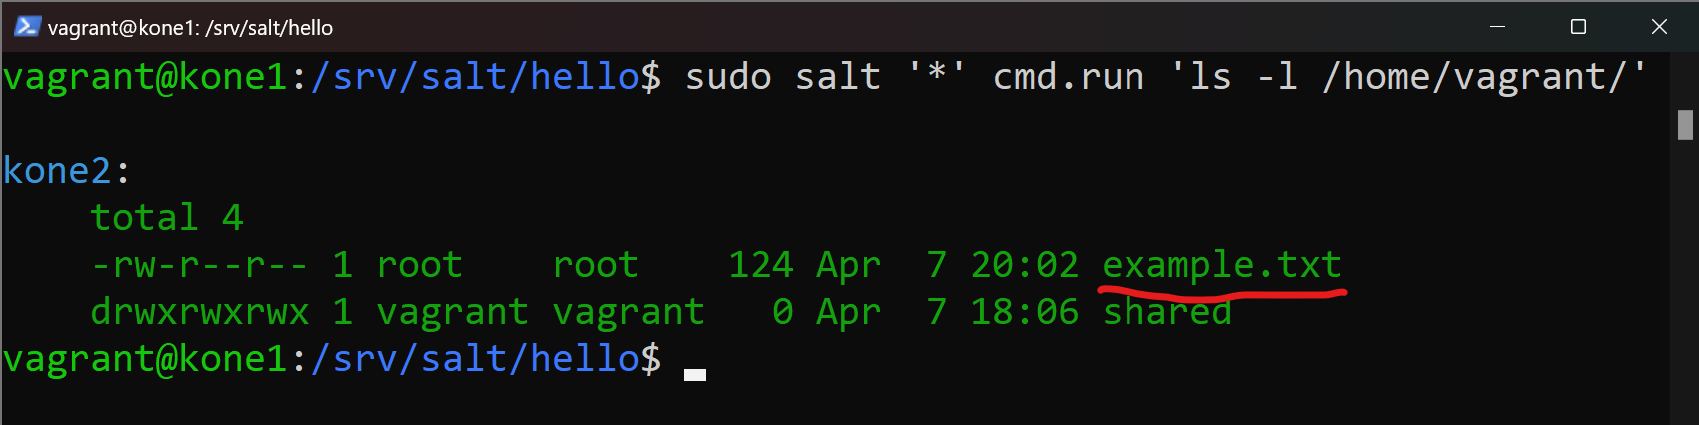 vagrant@kone1: /srv/salt/hello
vagrant@kone1:/srv/salt/hello$ sudo salt '*' cmd.run 'ls -l /home/vagrant/'
kone2:
    total 4
    -rw-r--r-- 1 root    root    124 Apr  7 20:02 example.txt
    drwxrwxrwx 1 vagrant vagrant   0 Apr  7 18:06 shared
vagrant@kone1:/srv/salt/hello$